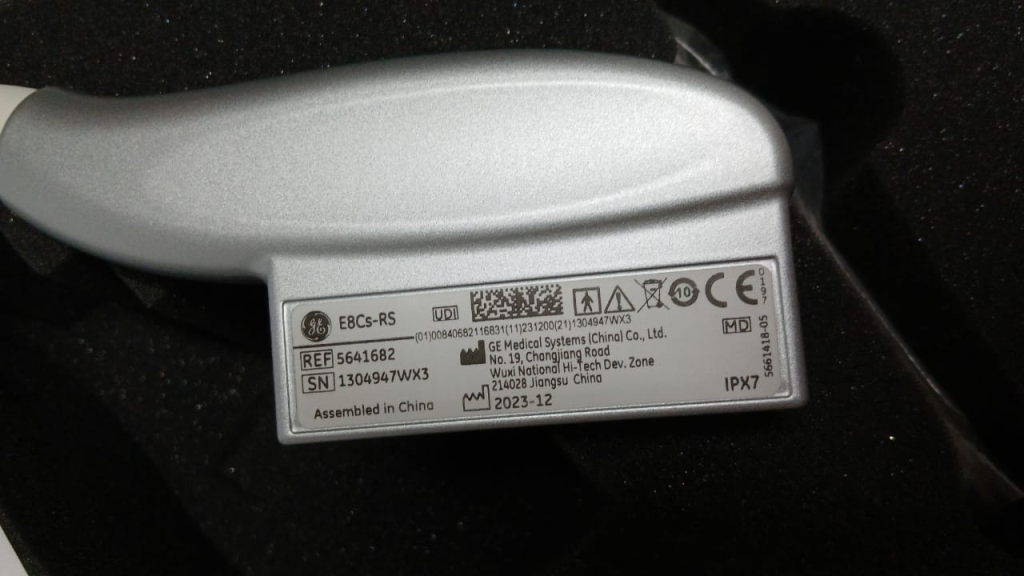 GE E8Cs-RS
UDI
(01)00840682116831(11)231200(21)1304947WX3
10
CE 0197
REF 5641682
SN 1304947WX3
Assembled in China
GE Medical Systems (China) Co., Ltd.
No. 19, Changjiang Road
Wuxi National Hi-Tech Dev. Zone
214028 Jiangsu China
2023-12
MD
IPX7
5661418-05